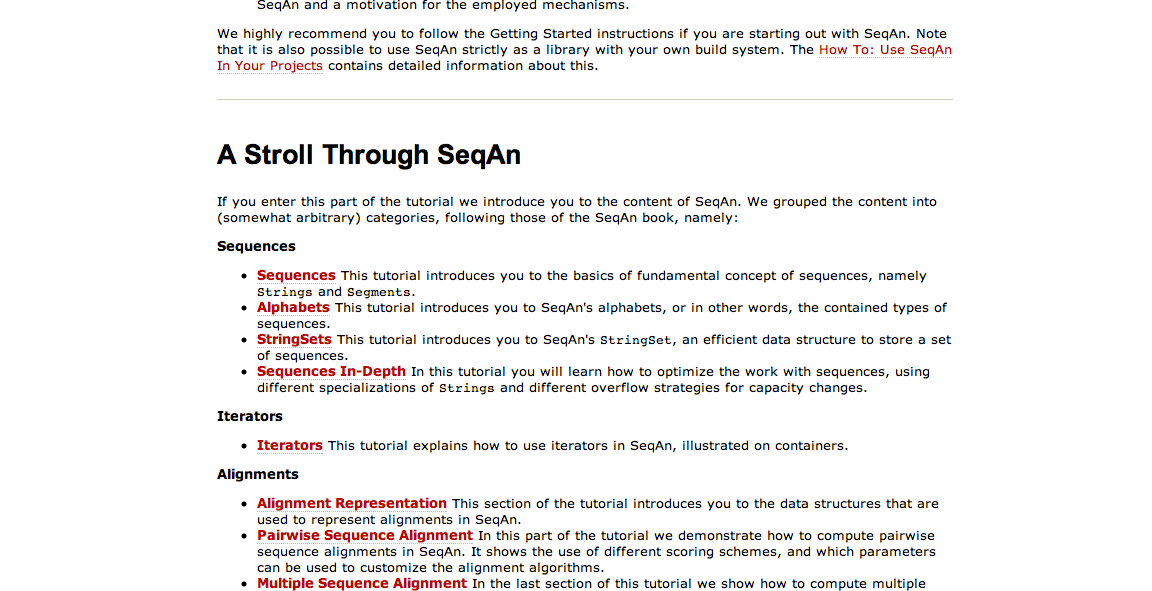 SeqAn and a motivation for the employed mechanisms.
We highly recommend you to follow the Getting Started instructions if you are starting out with SeqAn. Note
that it is also possible to use SeqAn strictly as a library with your own build system. The How To: Use SeqAn
In Your Projects contains detailed information about this.
A Stroll Through SeqAn
If you enter this part of the tutorial we introduce you to the content of SeqAn. We grouped the content into
(somewhat arbitrary) categories, following those of the SeqAn book, namely:
Sequences
• Sequences This tutorial introduces you to the basics of fundamental concept of sequences, namely
Strings and Segments.
• Alphabets This tutorial introduces you to SeqAn's alphabets, or in other words, the contained types of
sequences.
• StringSets This tutorial introduces you to SeqAn's StringSet, an efficient data structure to store a set
of sequences.
• Sequences In-Depth In this tutorial you will learn how to optimize the work with sequences, using
different specializations of Strings and different overflow strategies for capacity changes.
Iterators
• Iterators This tutorial explains how to use iterators in SeqAn, illustrated on containers.
Alignments
• Alignment Representation This section of the tutorial introduces you to the data structures that are
used to represent alignments in SeqAn.
• Pairwise Sequence Alignment In this part of the tutorial we demonstrate how to compute pairwise
sequence alignments in SeqAn. It shows the use of different scoring schemes, and which parameters
can be used to customize the alignment algorithms.
• Multiple Sequence Alignment In the last section of this tutorial we show how to compute multiple